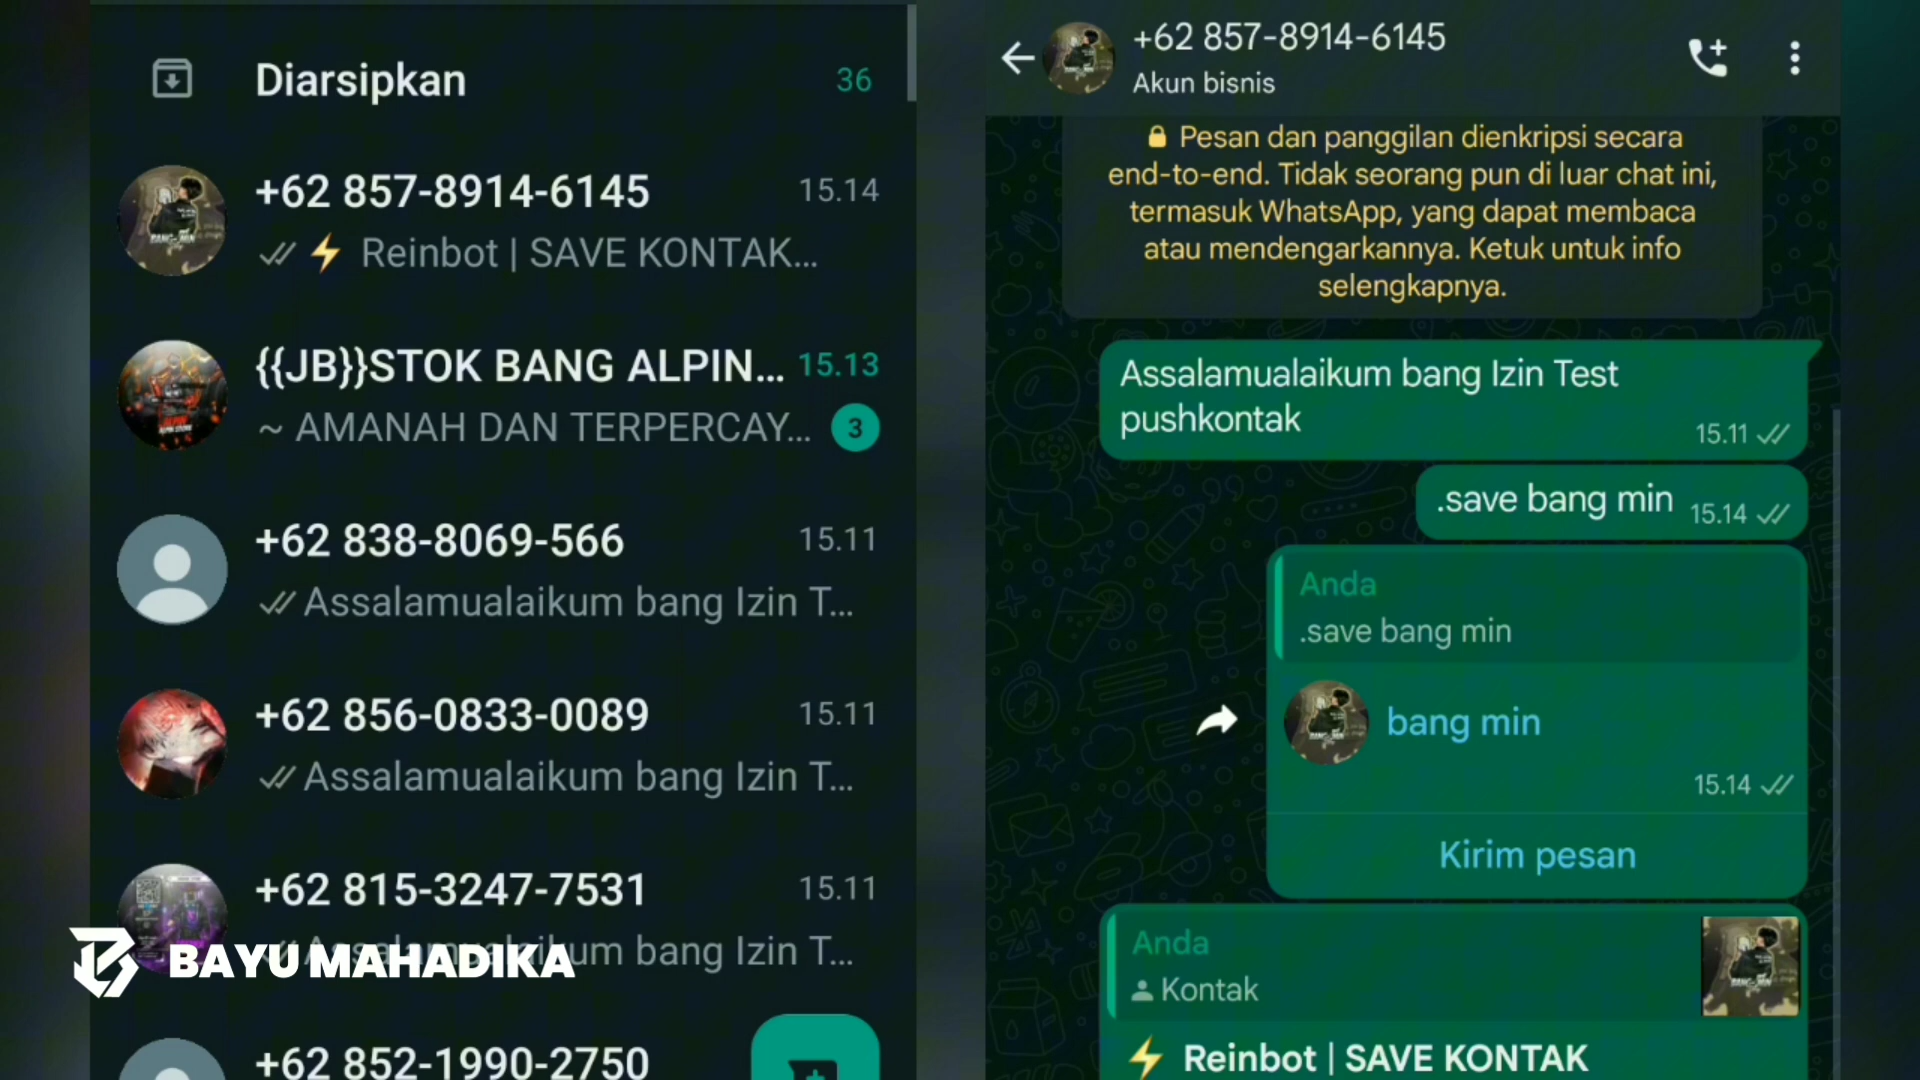 Diarsipkan
36
+62 857-8914-6145
15.14
Reinbot | SAVE KONTAK...
{{JB}}STOK BANG ALPIN...
15.13
~ AMANAH DAN TERPERCAY...
3
+62 838-8069-566
15.11
Assalamualaikum bang Izin T...
+62 856-0833-0089
15.11
Assalamualaikum bang Izin T...
+62 815-3247-7531
15.11
Assalamualaikum bang Izin T...
BAYU MAHADIKA
+62 852-1990-2750
+62 857-8914-6145
Akun bisnis
Pesan dan panggilan dienkripsi secara
end-to-end. Tidak seorang pun di luar chat ini,
termasuk WhatsApp, yang dapat membaca
atau mendengarkannya. Ketuk untuk info
selengkapnya.
Assalamualaikum bang Izin Test
pushkontak
15.11
.save bang min
15.14
Anda
.save bang min
bang min
15.14
Kirim pesan
Anda
Kontak
Reinbot | SAVE KONTAK